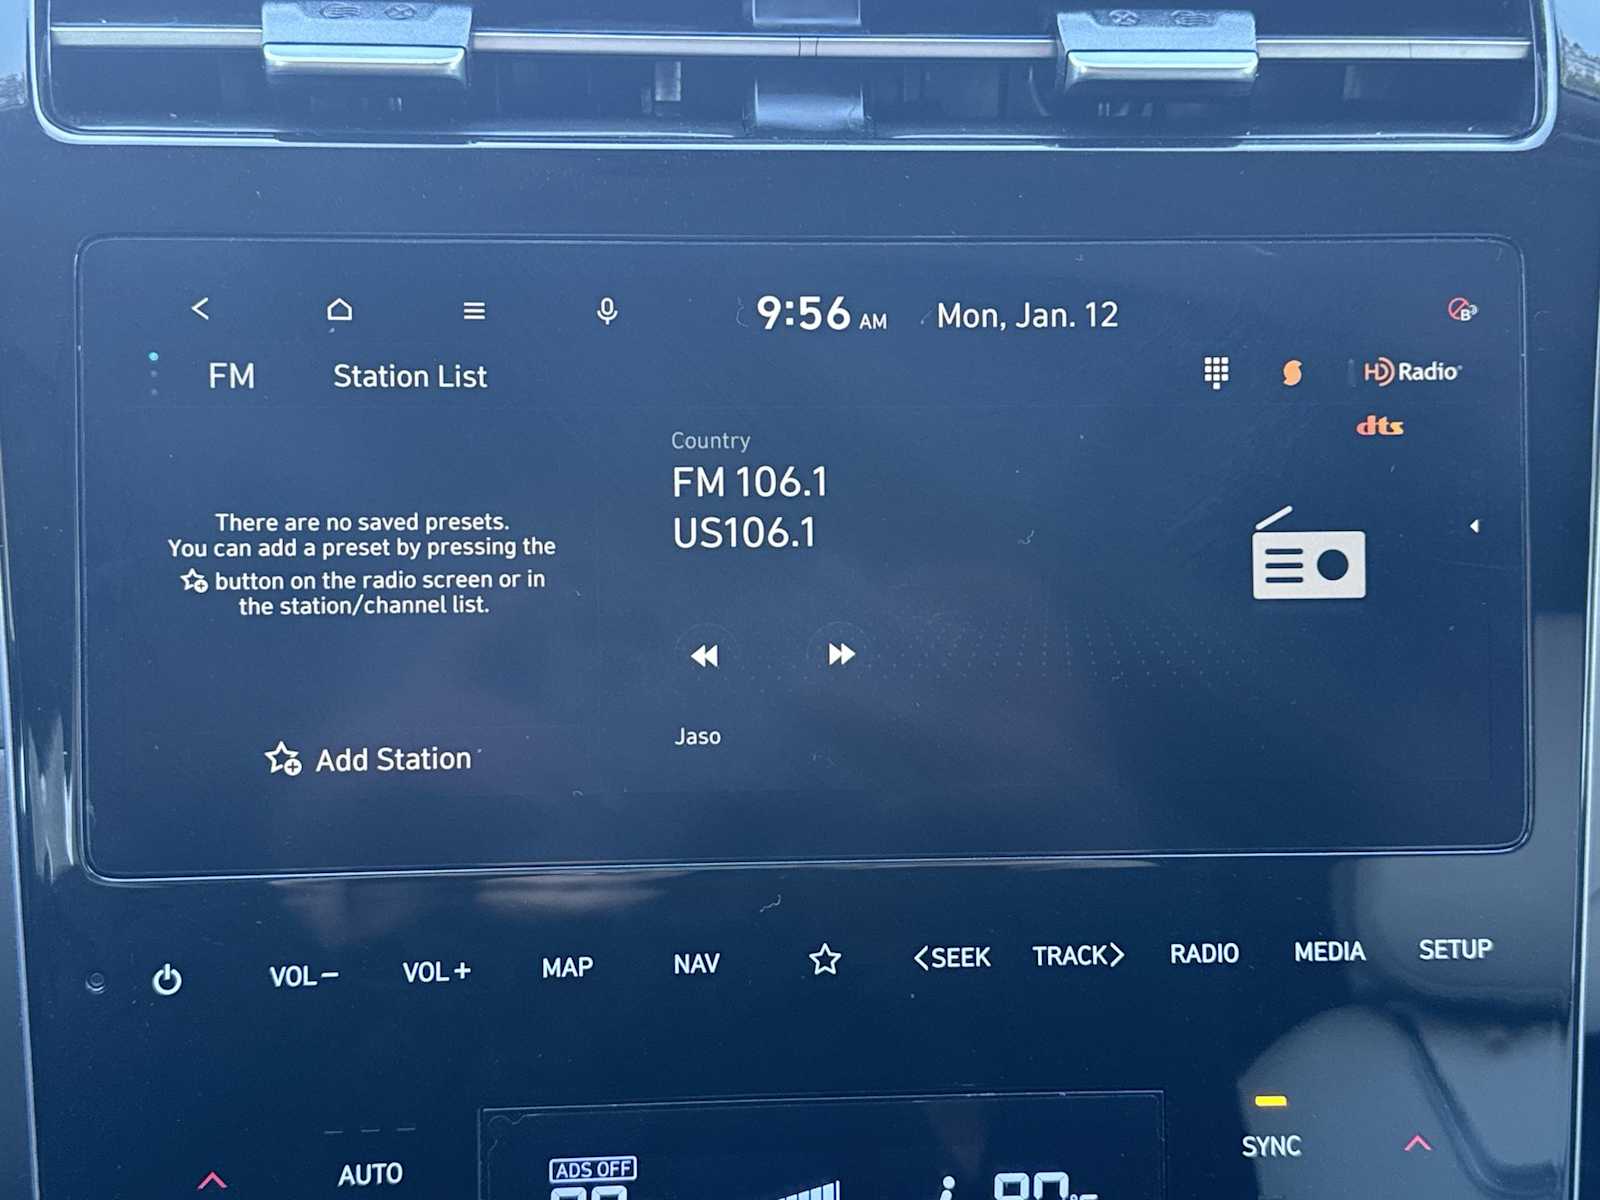 9:56 AM Mon, Jan. 12
FM Station List
HD Radio
dts
Country
FM 106.1
US106.1
There are no saved presets.
You can add a preset by pressing the
button on the radio screen or in
the station/channel list.
Jaso
Add Station
VOL− VOL+ MAP NAV <SEEK TRACK> RADIO MEDIA SETUP
SYNC
AUTO
ADS OFF